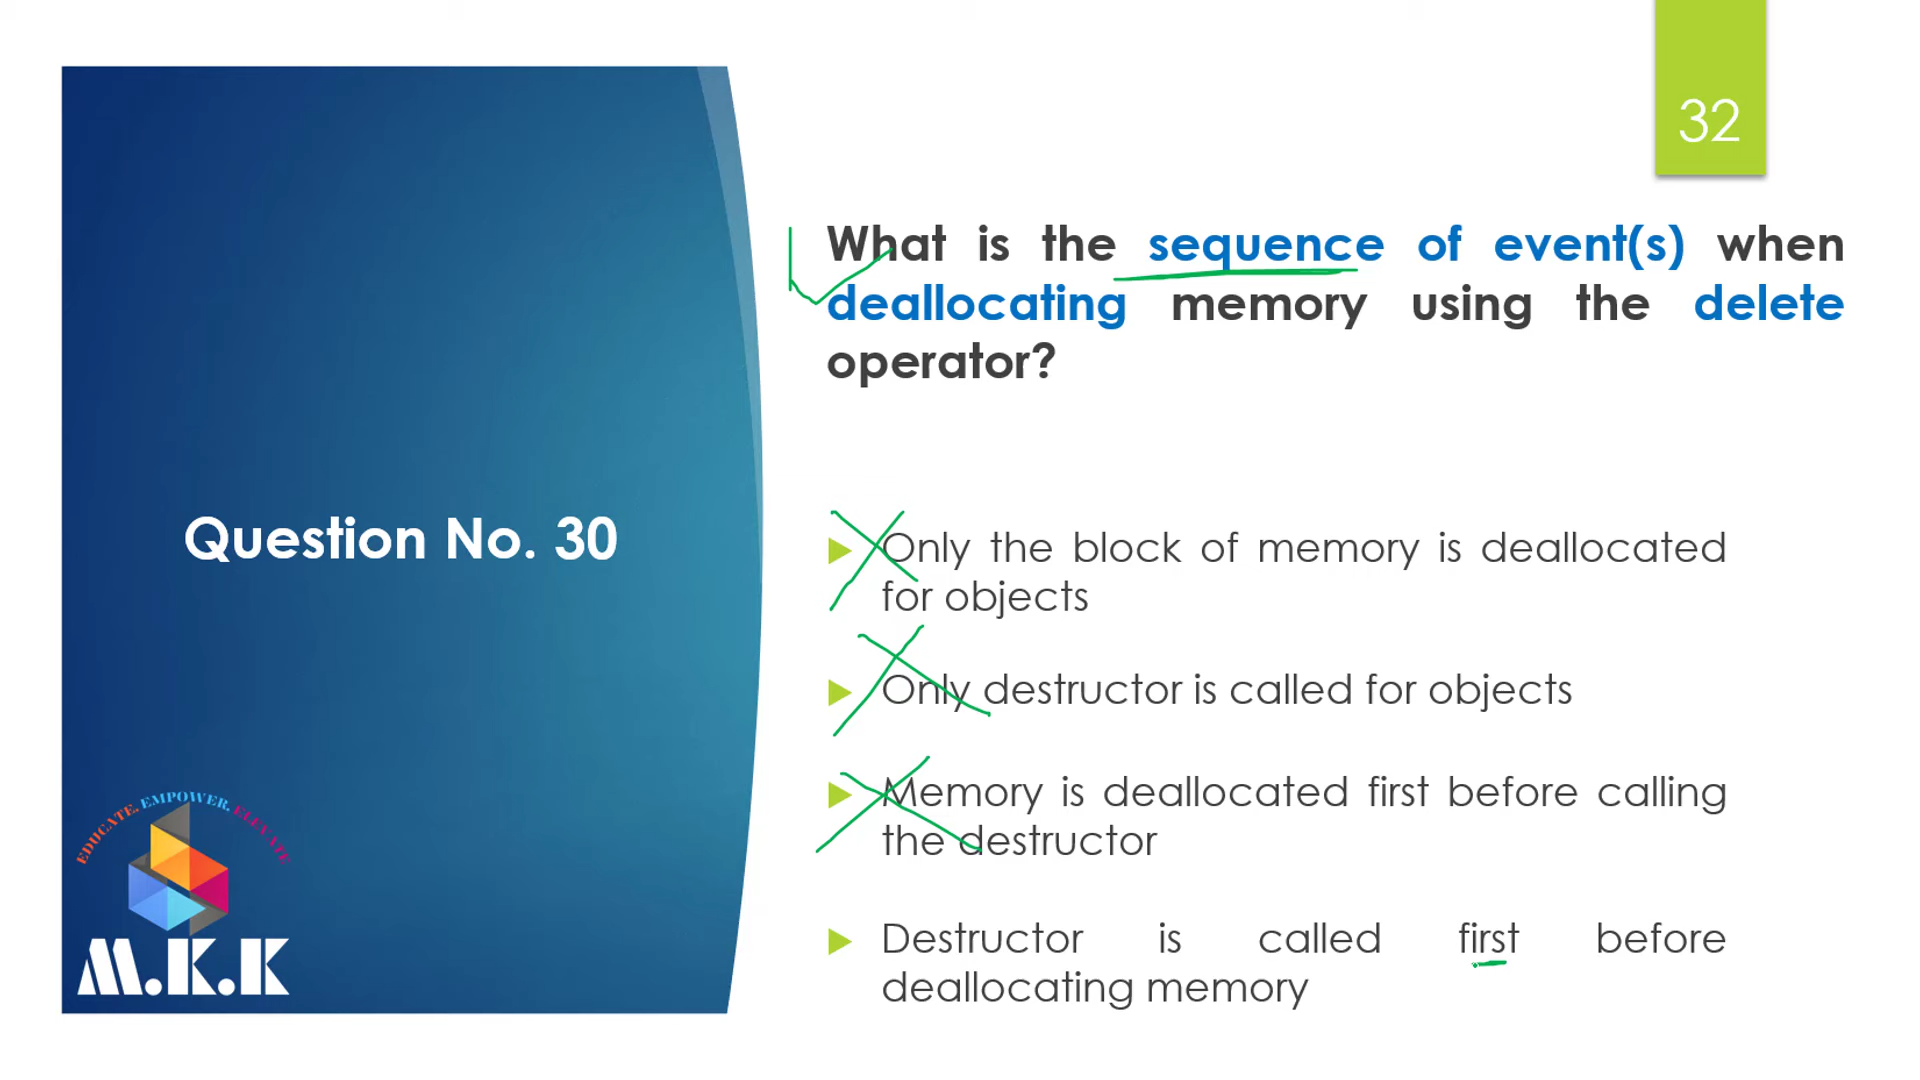 32
What is the sequence of event(s) when
deallocating memory using the delete
operator?
Question No. 30
Only the block of memory is deallocated
for objects
Only destructor is called for objects
Memory is deallocated first before calling
the destructor
Destructor is called first before
deallocating memory
EDUCATE. EMPOWER. ELEVATE
M.K.K